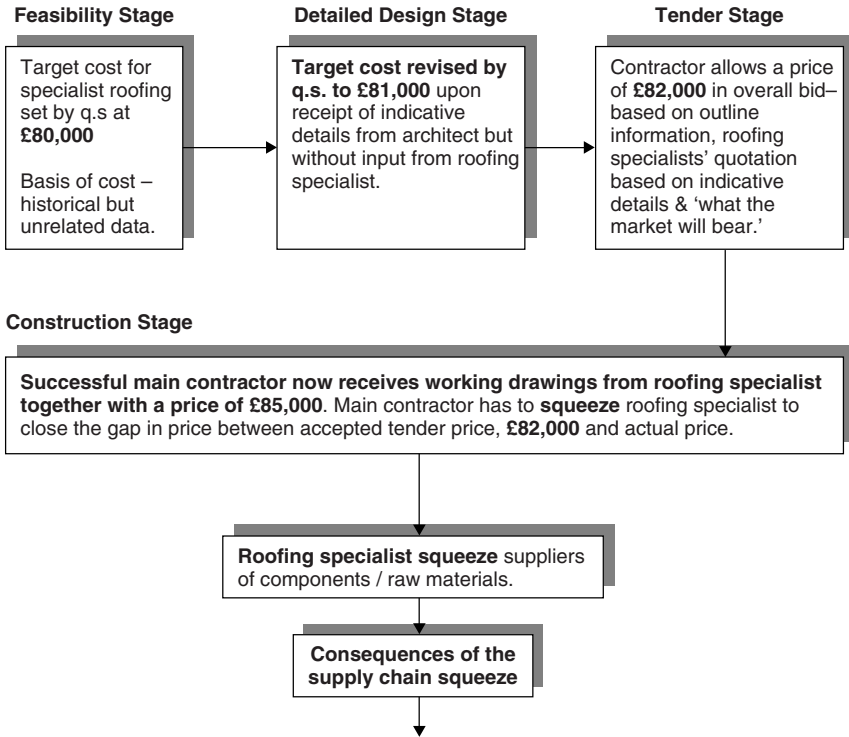 Feasibility Stage
Detailed Design Stage
Tender Stage
Target cost for
specialist roofing
set by q.s at
£80,000
Basis of cost –
historical but
unrelated data.
Target cost revised by
q.s. to £81,000 upon
receipt of indicative
details from architect but
without input from roofing
specialist.
Contractor allows a price
of £82,000 in overall bid–
based on outline
information, roofing
specialists' quotation
based on indicative
details & 'what the
market will bear.'
Construction Stage
Successful main contractor now receives working drawings from roofing specialist
together with a price of £85,000. Main contractor has to squeeze roofing specialist to
close the gap in price between accepted tender price, £82,000 and actual price.
Roofing specialist squeeze suppliers
of components / raw materials.
Consequences of the
supply chain squeeze